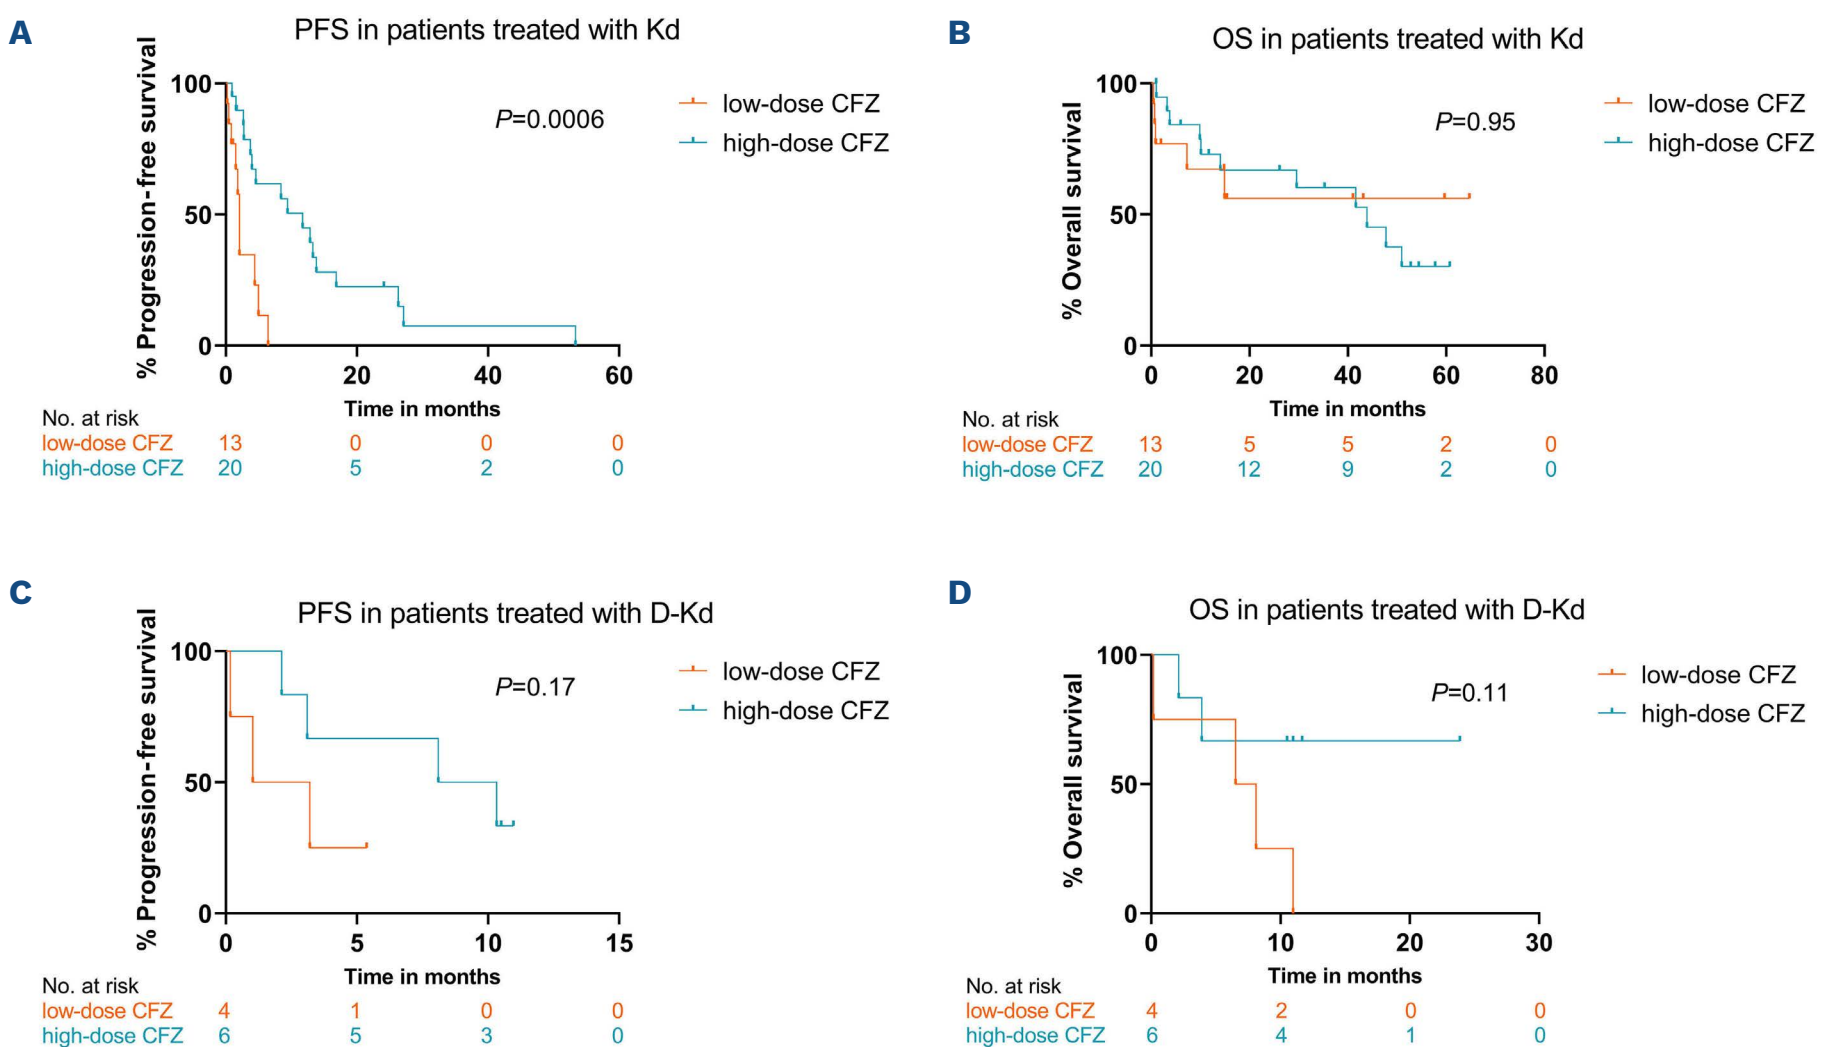 A
PFS in patients treated with Kd
% Progression-free survival
100
50
0
P=0.0006
low-dose CFZ
high-dose CFZ
0 20 40 60
Time in months
No. at risk
low-dose CFZ 13 0 0 0
high-dose CFZ 20 5 2 0
B
OS in patients treated with Kd
% Overall survival
100
50
0
P=0.95
low-dose CFZ
high-dose CFZ
0 20 40 60 80
Time in months
No. at risk
low-dose CFZ 13 5 5 2 0
high-dose CFZ 20 12 9 2 0
C
PFS in patients treated with D-Kd
% Progression-free survival
100
50
0
P=0.17
low-dose CFZ
high-dose CFZ
0 5 10 15
Time in months
No. at risk
low-dose CFZ 4 1 0 0
high-dose CFZ 6 5 3 0
D
OS in patients treated with D-Kd
% Overall survival
100
50
0
P=0.11
low-dose CFZ
high-dose CFZ
0 10 20 30
Time in months
No. at risk
low-dose CFZ 4 2 0 0
high-dose CFZ 6 4 1 0